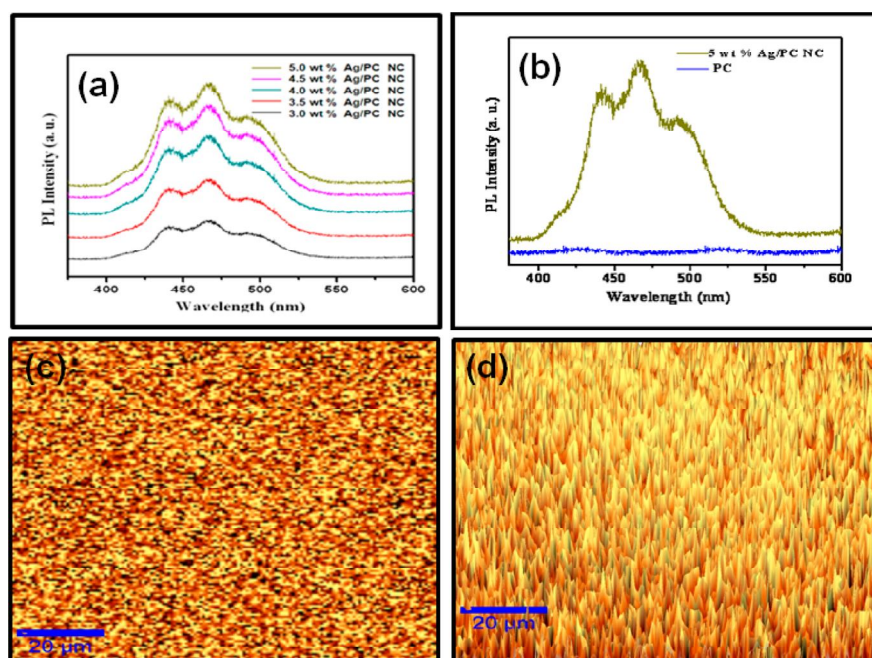 (a)
5.0 wt % Ag/PC NC
4.5 wt % Ag/PC NC
4.0 wt % Ag/PC NC
3.5 wt % Ag/PC NC
3.0 wt % Ag/PC NC
PL Intensity (a. u.)
400 450 500 550 600
Wavelength (nm)
(b)
5 wt % Ag/PC NC
PC
PL Intensity (a. u.)
400 450 500 550 600
Wavelength (nm)
(c)
20 µm
(d)
20 µm